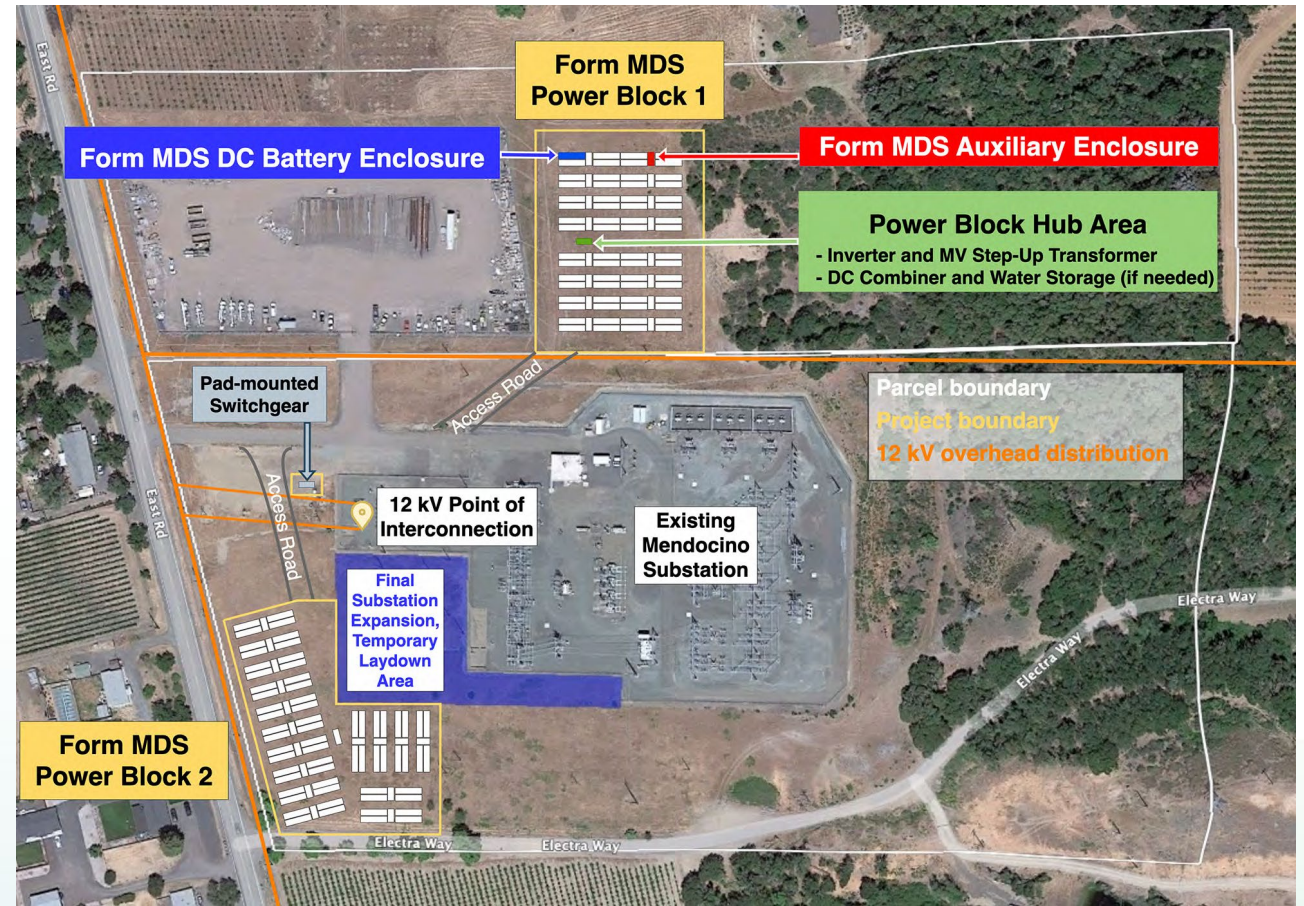 East Rd
Form MDS
Power Block 1
Form MDS DC Battery Enclosure
Form MDS Auxiliary Enclosure
Power Block Hub Area
- Inverter and MV Step-Up Transformer
- DC Combiner and Water Storage (if needed)
Pad-mounted
Switchgear
Access Road
Parcel boundary
Project boundary
12 kV overhead distribution
East Rd
Access Road
12 kV Point of
Interconnection
Existing
Mendocino
Substation
Final
Substation
Expansion,
Temporary
Laydown
Area
Electra Way
Electra Way
Form MDS
Power Block 2
Electra Way
Electra Way